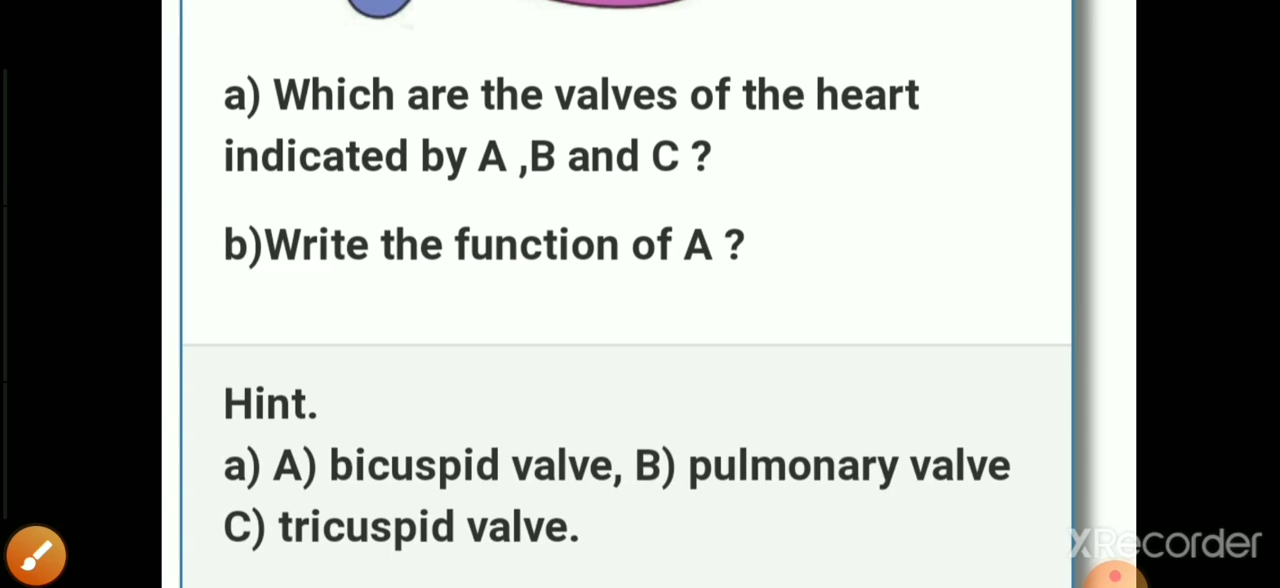 a) Which are the valves of the heart
indicated by A ,B and C ?
b)Write the function of A ?
Hint.
a) A) bicuspid valve, B) pulmonary valve
C) tricuspid valve.
XRecorder